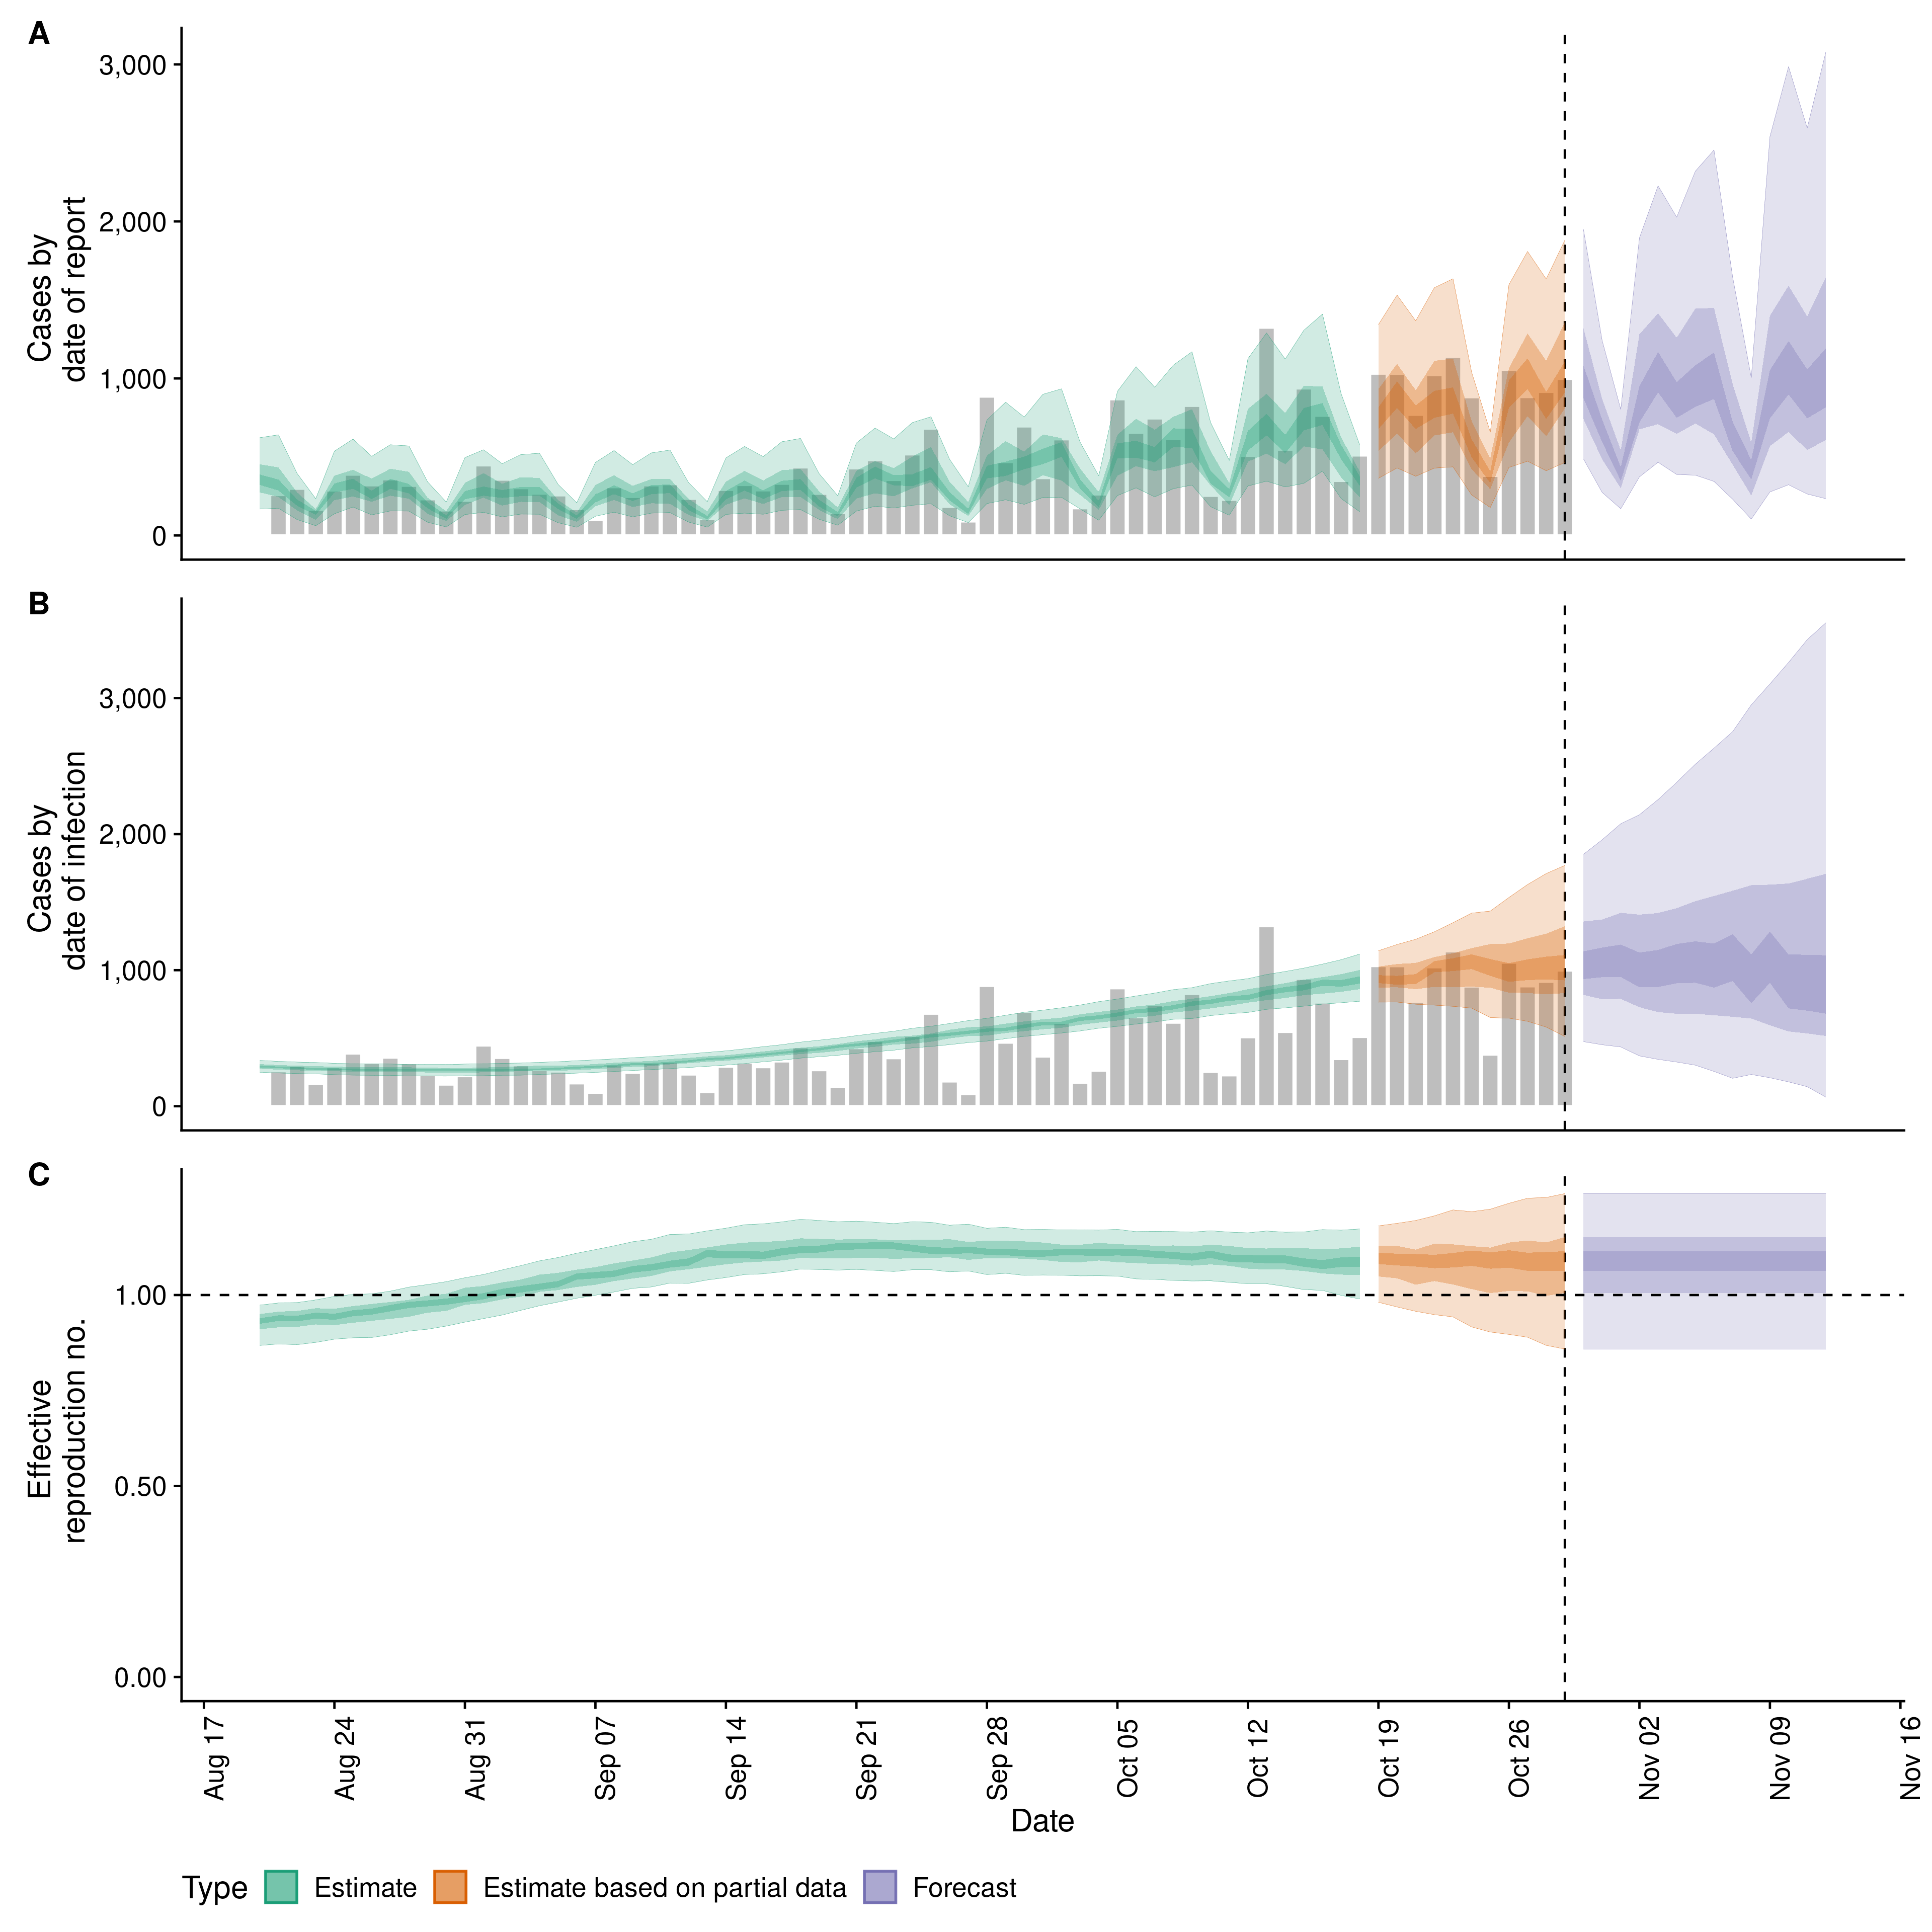 A
3,000
2,000
1,000
0
Cases by
date of report
B
3,000
2,000
1,000
0
Cases by
date of infection
C
1.00
0.50
0.00
Effective
reproduction no.
Aug 17
Aug 24
Aug 31
Sep 07
Sep 14
Sep 21
Sep 28
Oct 05
Oct 12
Oct 19
Oct 26
Nov 02
Nov 09
Nov 16
Date
Type Estimate Estimate based on partial data Forecast